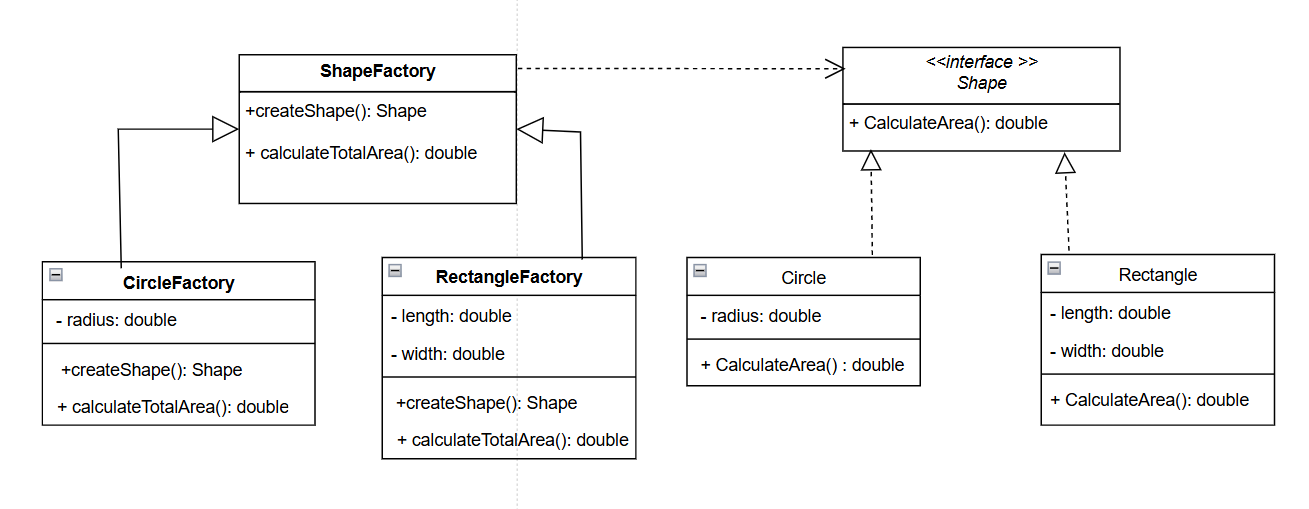 ShapeFactory
+createShape(): Shape
+ calculateTotalArea(): double
<<interface >>
Shape
+ CalculateArea(): double
CircleFactory
- radius: double
+createShape(): Shape
+ calculateTotalArea(): double
RectangleFactory
- length: double
- width: double
+createShape(): Shape
+ calculateTotalArea(): double
Circle
- radius: double
+ CalculateArea() : double
Rectangle
- length: double
- width: double
+ CalculateArea(): double